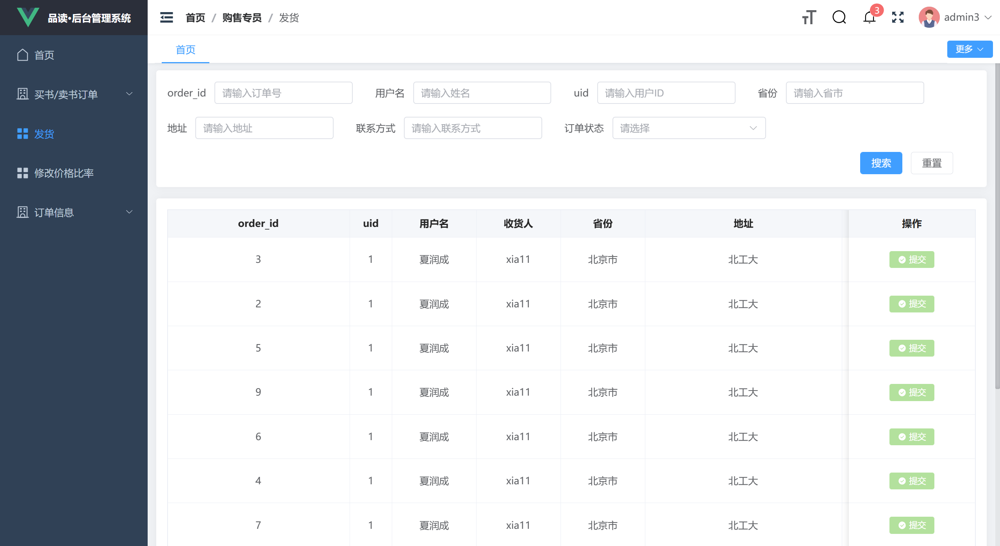 品读•后台管理系统
首页 / 购售专员 / 发货
3
admin3
首页
更多
首页
买书/卖书订单
发货
修改价格比率
订单信息
order_id 请输入订单号 用户名 请输入姓名 uid 请输入用户ID 省份 请输入省市
地址 请输入地址 联系方式 请输入联系方式 订单状态 请选择
搜索 重置
order_id uid 用户名 收货人 省份 地址 操作
3 1 夏润成 xia11 北京市 北工大 提交
2 1 夏润成 xia11 北京市 北工大 提交
5 1 夏润成 xia11 北京市 北工大 提交
9 1 夏润成 xia11 北京市 北工大 提交
6 1 夏润成 xia11 北京市 北工大 提交
4 1 夏润成 xia11 北京市 北工大 提交
7 1 夏润成 xia11 北京市 北工大 提交